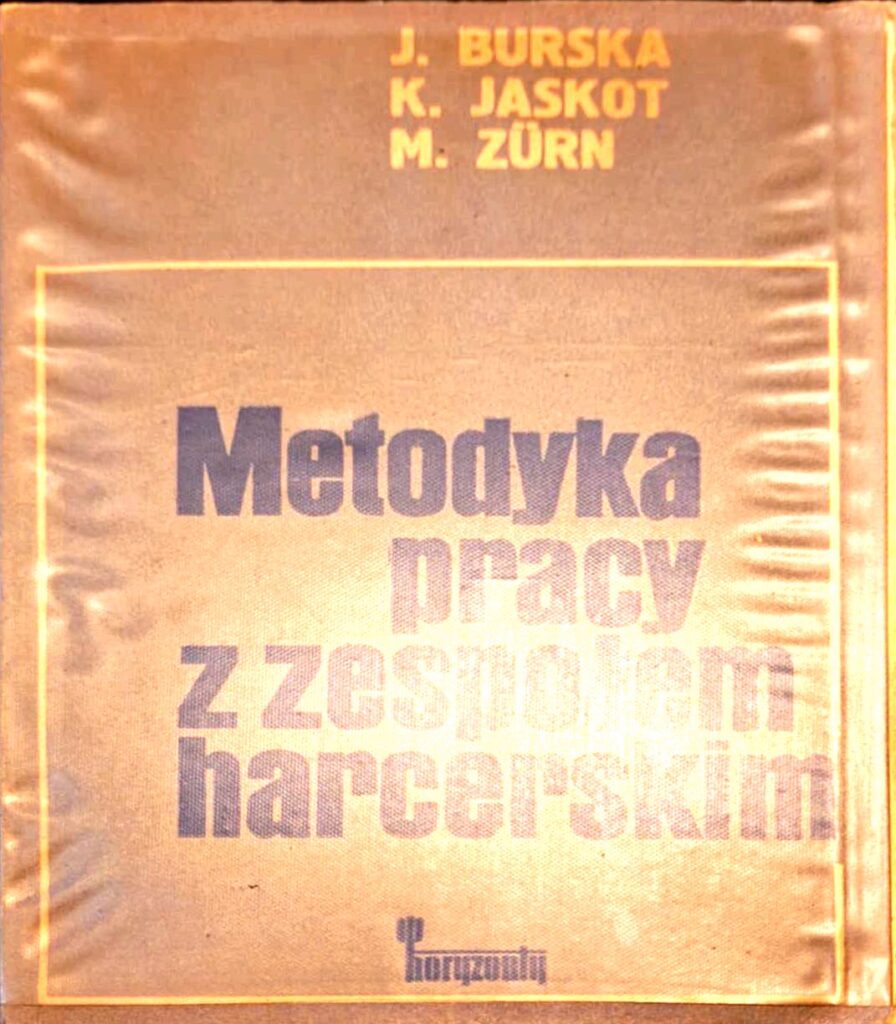 J. BURSKA
K. JASKOT
M. ZÜRN
Metodyka
pracy
z zespołem
harcerskim
horyzonty